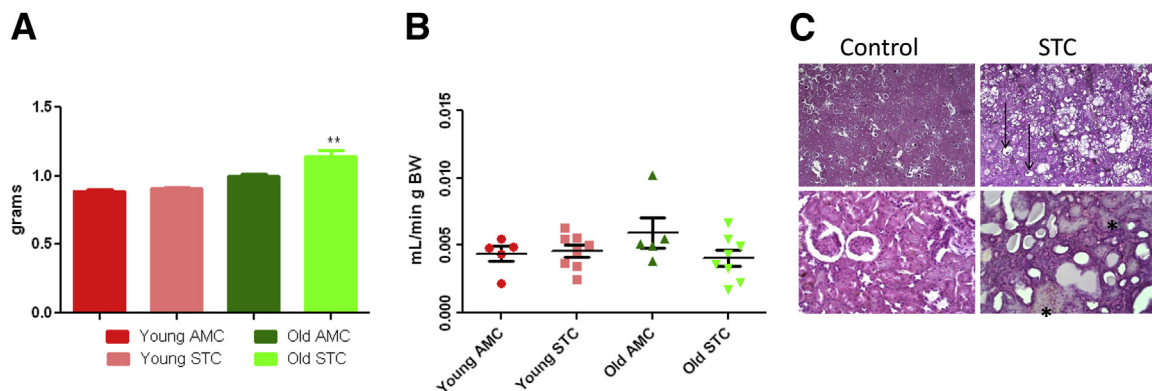 A
grams
1.5
1.0
0.5
0.0
**
Young AMC
Old AMC
Young STC
Old STC
B
mL/min g BW
0.015
0.010
0.005
0.000
Young AMC
Young STC
Old AMC
Old STC
C
Control
STC
*
*